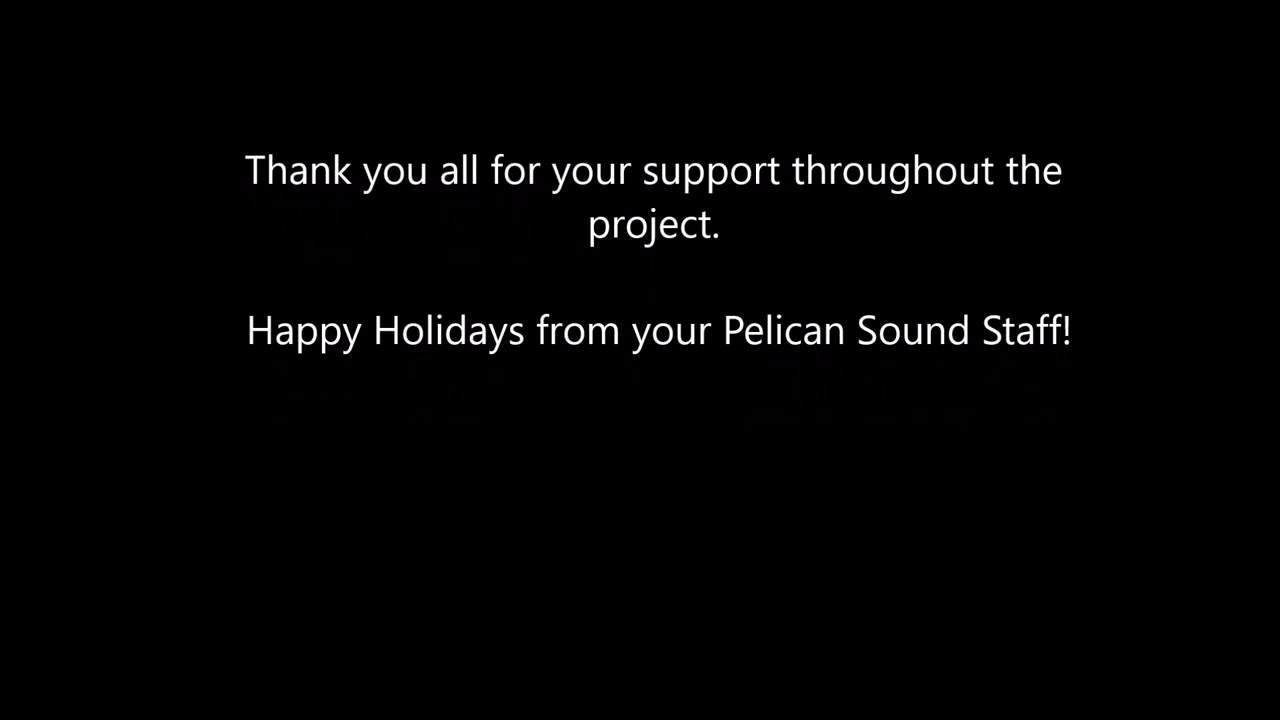 Thank you all for your support throughout the
project.
Happy Holidays from your Pelican Sound Staff!